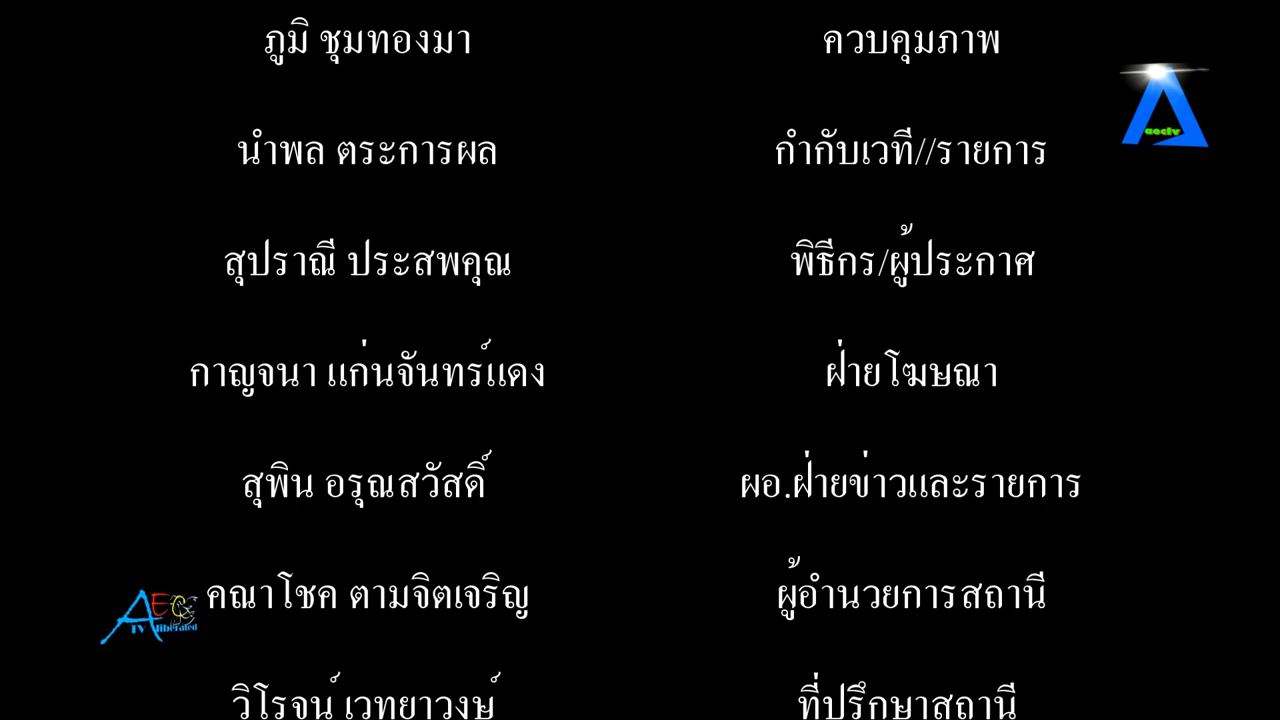 ภูมิ ชุมทองมา ควบคุมภาพ
aectv
นำพล ตระการผล กำกับเวที//รายการ
สุปราณี ประสพคุณ พิธีกร/ผู้ประกาศ
กาญจนา แก่นจันทร์แดง ฝ่ายโฆษณา
สุพิน อรุณสวัสดิ์ ผอ.ฝ่ายข่าวและรายการ
คณาโชค ตามจิตเจริญ ผู้อำนวยการสถานี
AEC
TV liberated
วิโรจน์ เวทยาวงษ์ ที่ปรึกษาสถานี